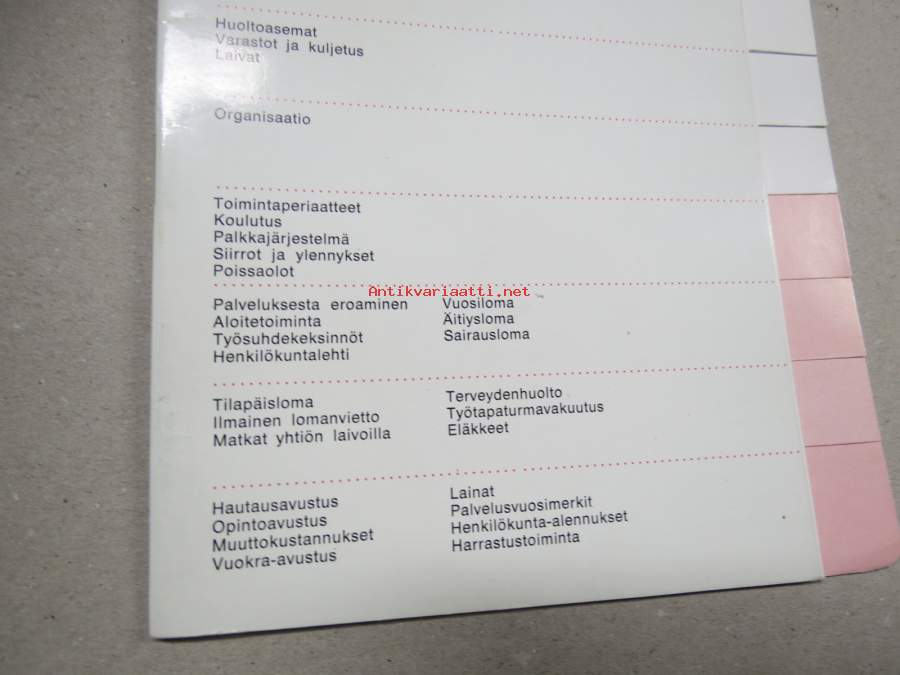 Huoltoasemat
Varastot ja kuljetus
Laivat
Organisaatio
Toimintaperiaatteet
Koulutus
Palkkajärjestelmä
Siirrot ja ylennykset
Poissaolot
Antikvariaatti.net
Palveluksesta eroaminen
Aloitetoiminta
Työsuhdekeksinnöt
Henkilökuntalehti
Vuosiloma
Äitiysloma
Sairausloma
Tilapäisloma
Ilmainen lomanvietto
Matkat yhtiön laivoilla
Terveydenhuolto
Työtapaturmavakuutus
Eläkkeet
Hautausavustus
Opintoavustus
Muuttokustannukset
Vuokra-avustus
Lainat
Palvelusvuosimerkit
Henkilökunta-alennukset
Harrastustoiminta